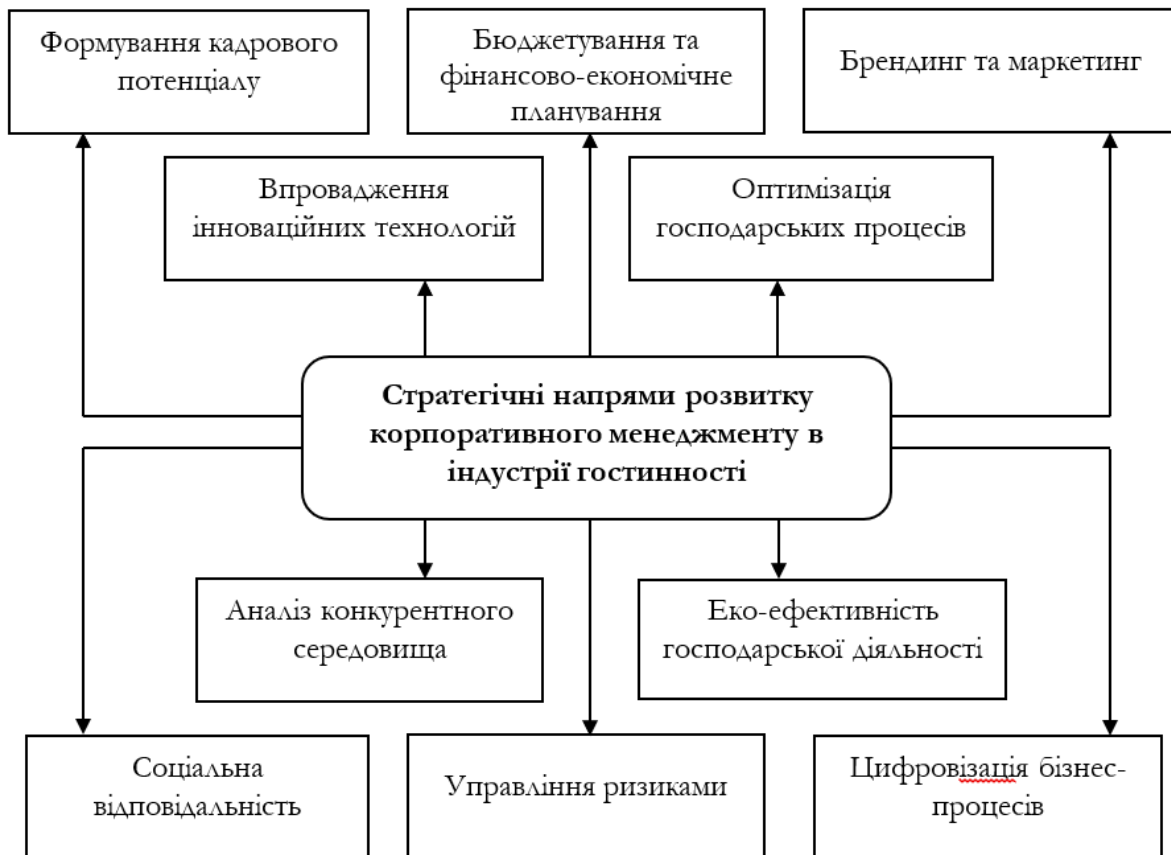 Формування кадрового
потенціалу
Бюджетування та
фінансово-економічне
планування
Брендинг та маркетинг
Впровадження
інноваційних технологій
Оптимізація
господарських процесів
Стратегічні напрями розвитку
корпоративного менеджменту в
індустрії гостинності
Аналіз конкурентного
середовища
Еко-ефективність
господарської діяльності
Соціальна
відповідальність
Управління ризиками
Цифровізація бізнес-
процесів